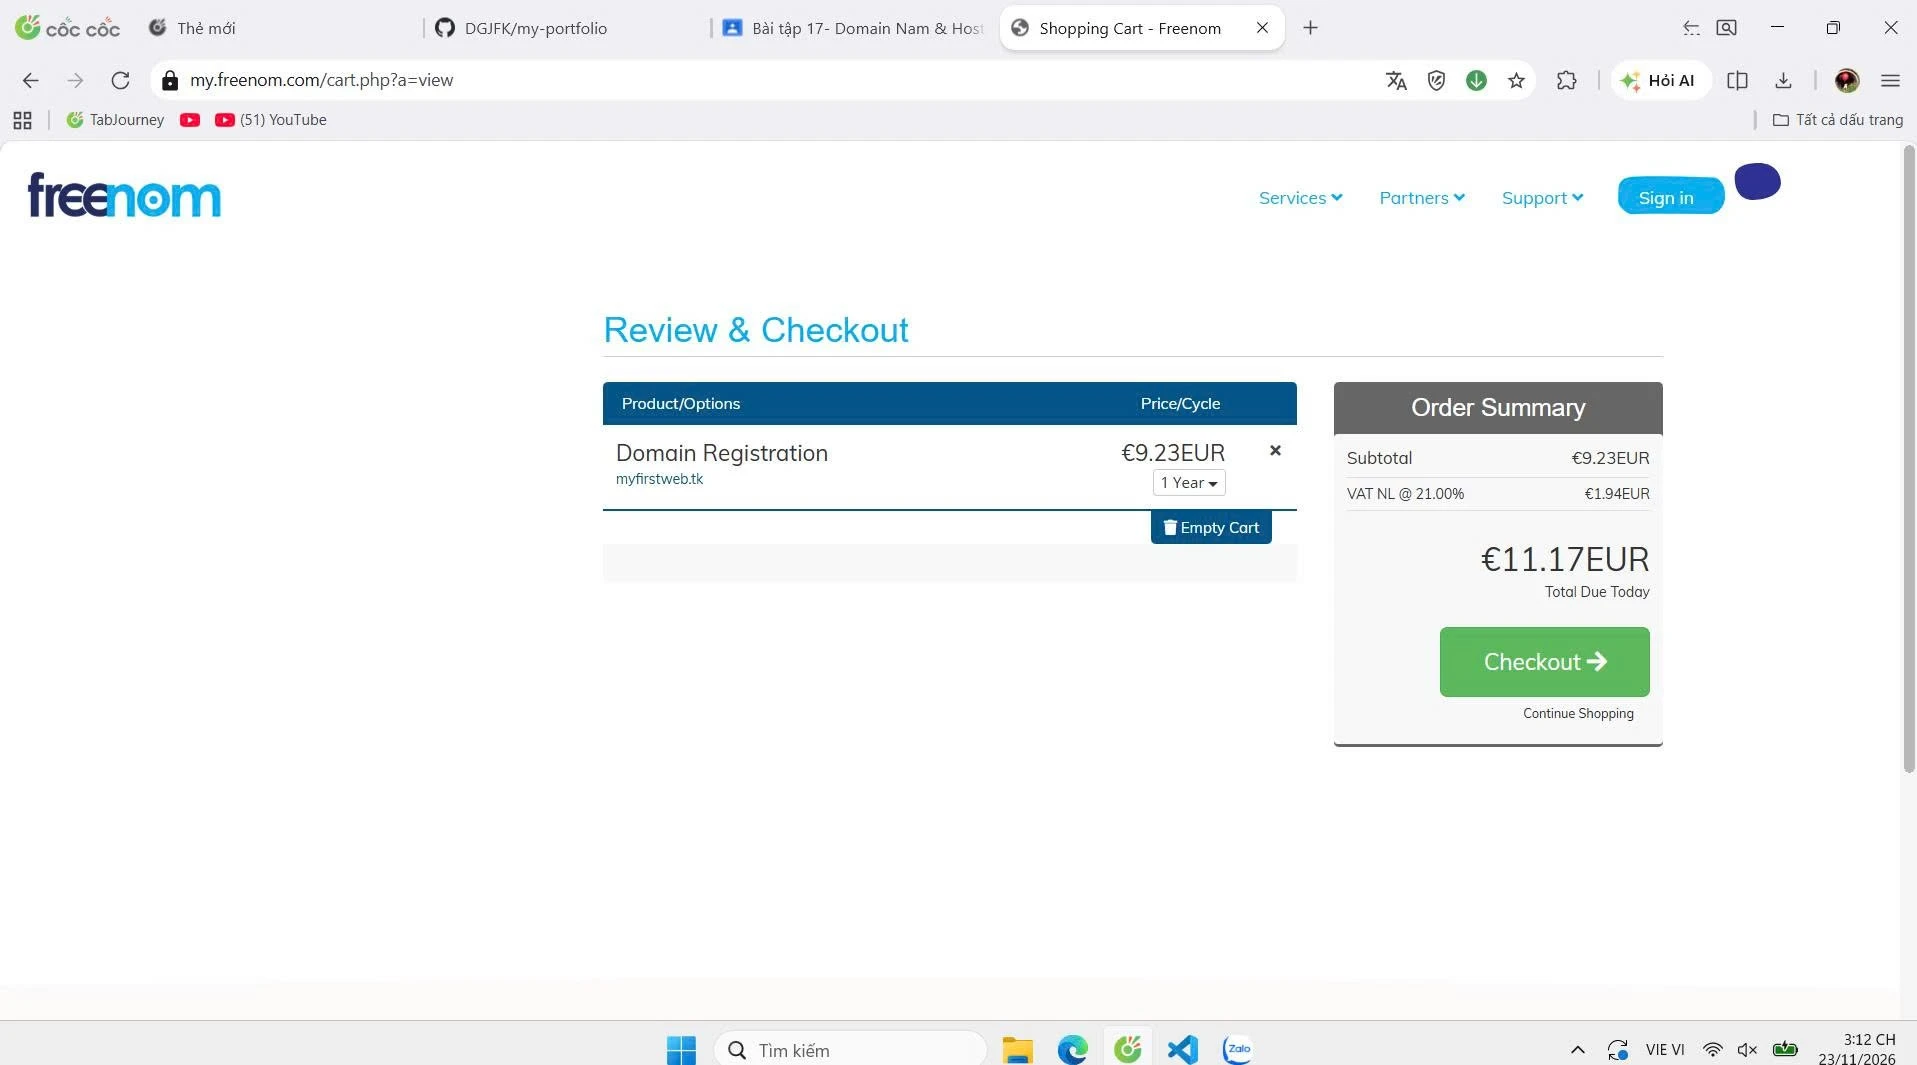 cốc cốc
Thẻ mới
DGJFK/my-portfolio
Bài tập 17- Domain Nam & Host
Shopping Cart - Freenom
my.freenom.com/cart.php?a=view
Hỏi AI
TabJourney
(51) YouTube
Tất cả dấu trang
freenom
Services
Partners
Support
Sign in
Review & Checkout
Product/Options
Price/Cycle
Domain Registration
€9.23EUR
myfirstweb.tk
1 Year
Empty Cart
Order Summary
Subtotal €9.23EUR
VAT NL @ 21.00% €1.94EUR
€11.17EUR
Total Due Today
Checkout
Continue Shopping
Tìm kiếm
Zalo
VIE VI
3:12 CH
23/11/2026